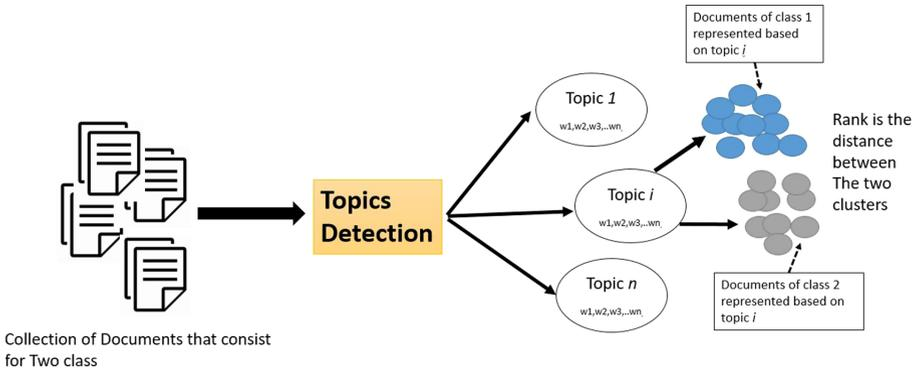 Documents of class 1
represented based
on topic i
Topic 1
w1,w2,w3,..wn,
Rank is the
distance
between
The two
clusters
Topics
Detection
Topic i
w1,w2,w3,..wn,
Topic n
w1,w2,w3,..wn,
Documents of class 2
represented based on
topic i
Collection of Documents that consist
for Two class